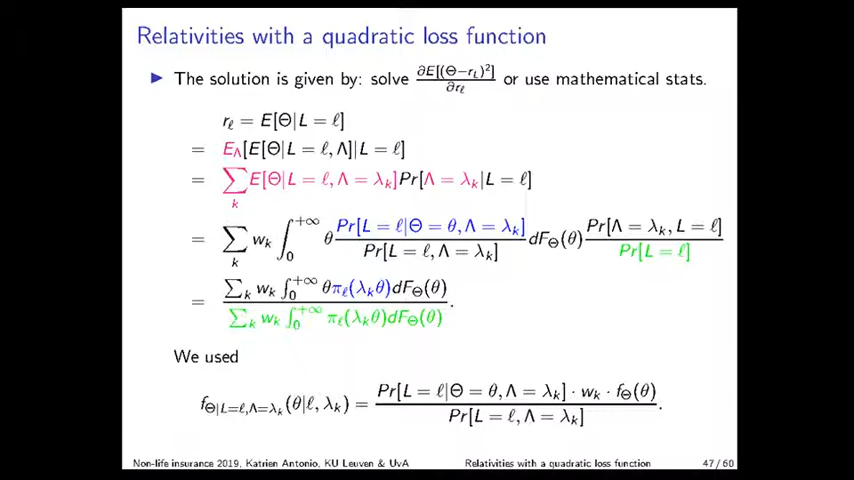 Relativities with a quadratic loss function
▶ The solution is given by: solve ∂E[(Θ−r_L)²]/∂r_ℓ or use mathematical stats.
r_ℓ = E[Θ|L = ℓ]
= E_Λ[E[Θ|L = ℓ, Λ]|L = ℓ]
= ∑_k E[Θ|L = ℓ, Λ = λ_k]Pr[Λ = λ_k|L = ℓ]
= ∑_k w_k ∫_0^{+∞} θ Pr[L = ℓ|Θ = θ, Λ = λ_k]/Pr[L = ℓ, Λ = λ_k] dF_Θ(θ) Pr[Λ = λ_k, L = ℓ]/Pr[L = ℓ]
= ∑_k w_k ∫_0^{+∞} θπ_ℓ(λ_kθ)dF_Θ(θ) / ∑_k w_k ∫_0^{+∞} π_ℓ(λ_kθ)dF_Θ(θ).
We used
f_{Θ|L=ℓ,Λ=λ_k}(θ|ℓ, λ_k) = Pr[L = ℓ|Θ = θ, Λ = λ_k] · w_k · f_Θ(θ) / Pr[L = ℓ, Λ = λ_k].
Non-life insurance 2019, Katrien Antonio, KU Leuven & UvA Relativities with a quadratic loss function 47 / 60